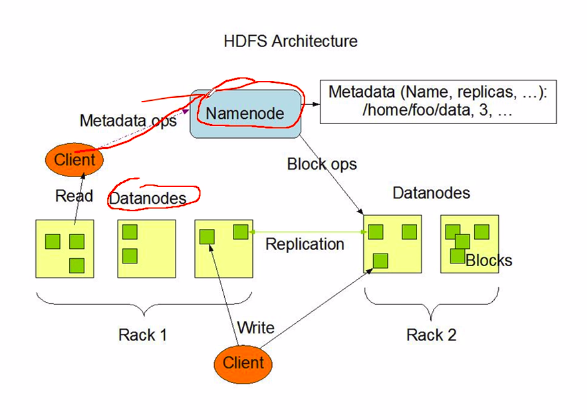 HDFS Architecture
Metadata (Name, replicas, ...):
/home/foo/data, 3, ...
Namenode
Metadata ops
Client
Block ops
Read
Datanodes
Datanodes
Replication
Blocks
Rack 1
Write
Rack 2
Client